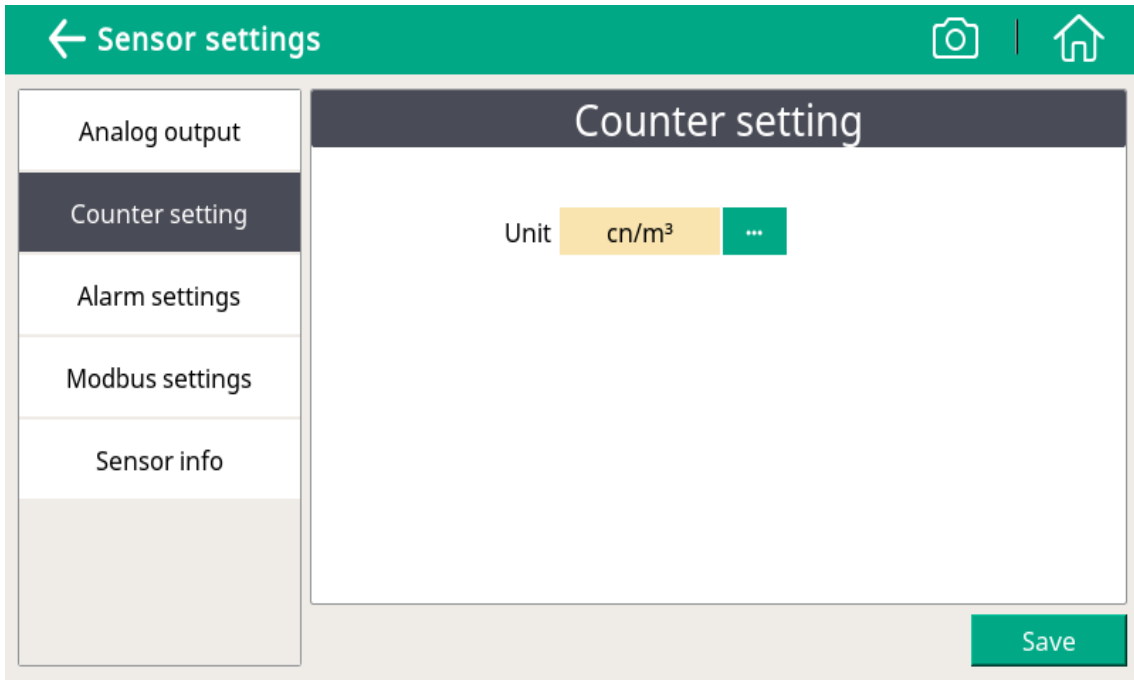 Sensor settings
Analog output
Counter setting
Alarm settings
Modbus settings
Sensor info
Counter setting
Unit cn/m³ ...
Save